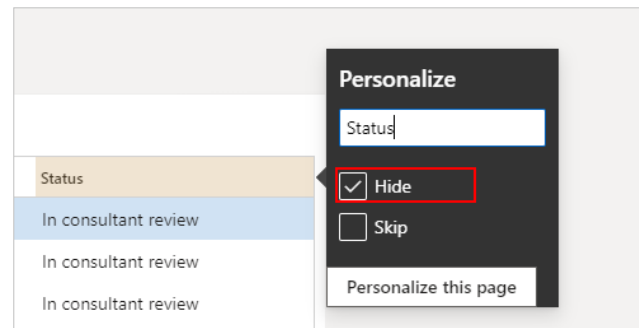 Personalize
Status
Status
Hide
In consultant review
Skip
In consultant review
Personalize this page
In consultant review